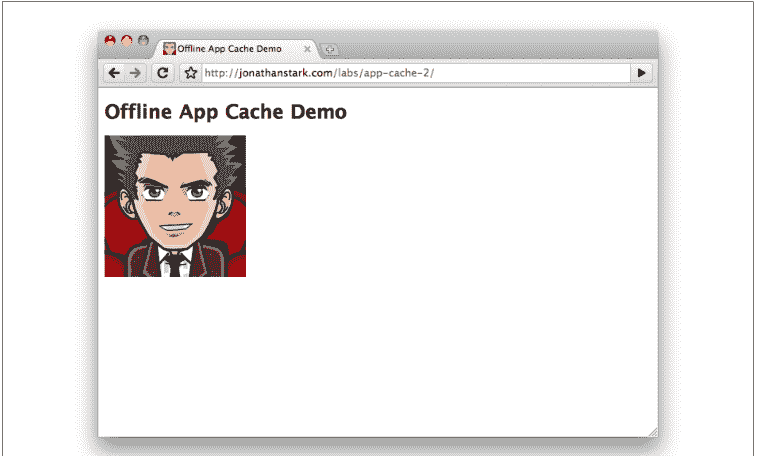 Offline App Cache Demo
http://jonathanstark.com/labs/app-cache-2/
Offline App Cache Demo